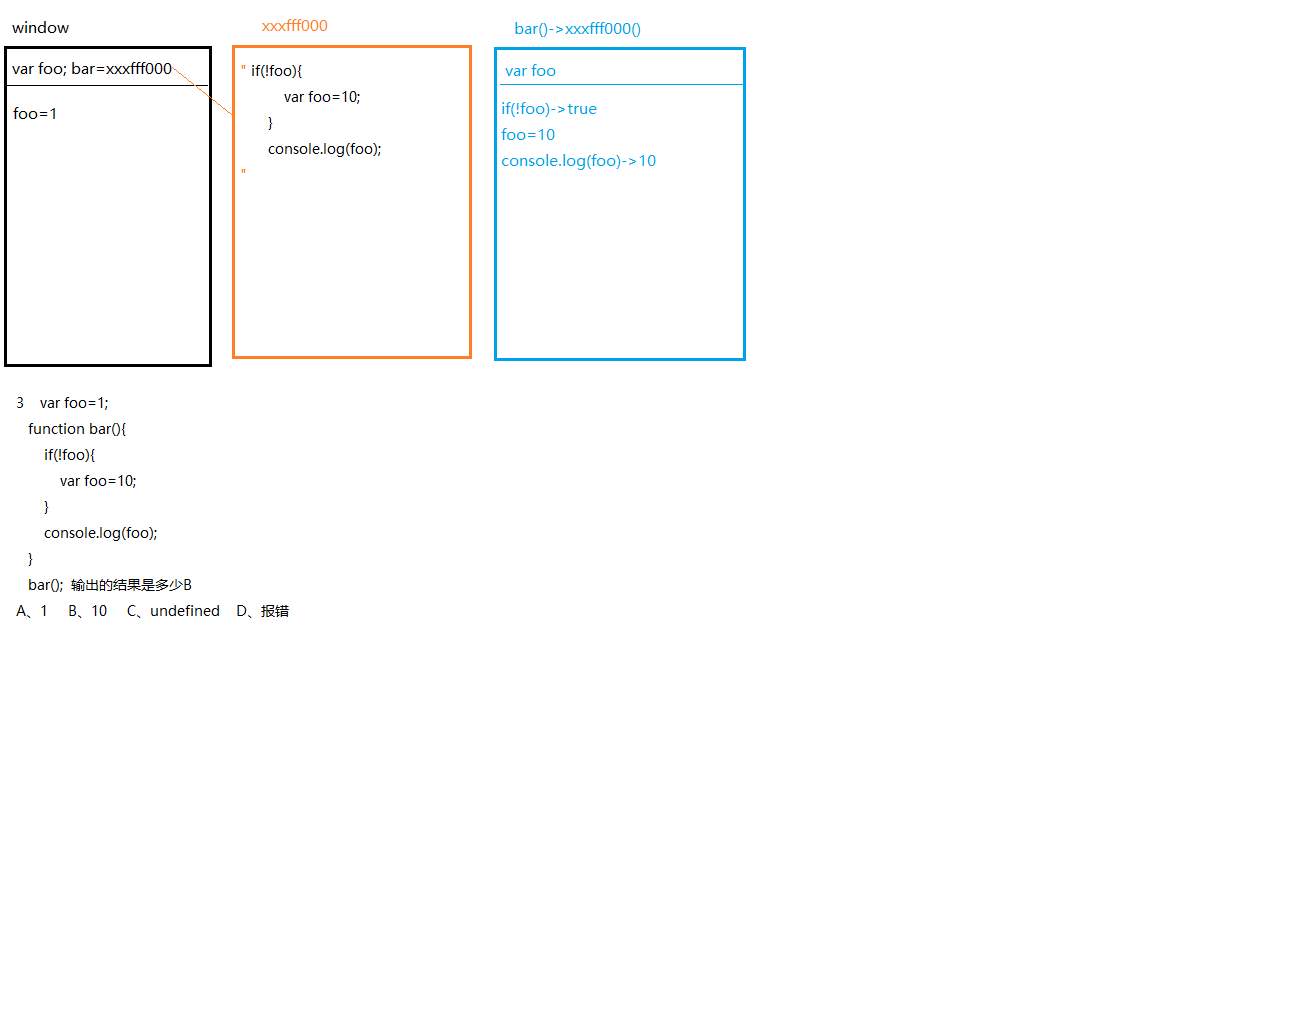 window
var foo; bar=xxxfff000
foo=1
xxxfff000
" if(!foo){
var foo=10;
}
console.log(foo);
"
bar()->xxxfff000()
var foo
if(!foo)->true
foo=10
console.log(foo)->10
3 var foo=1;
function bar(){
if(!foo){
var foo=10;
}
console.log(foo);
}
bar(); 输出的结果是多少B
A、1 B、10 C、undefined D、报错